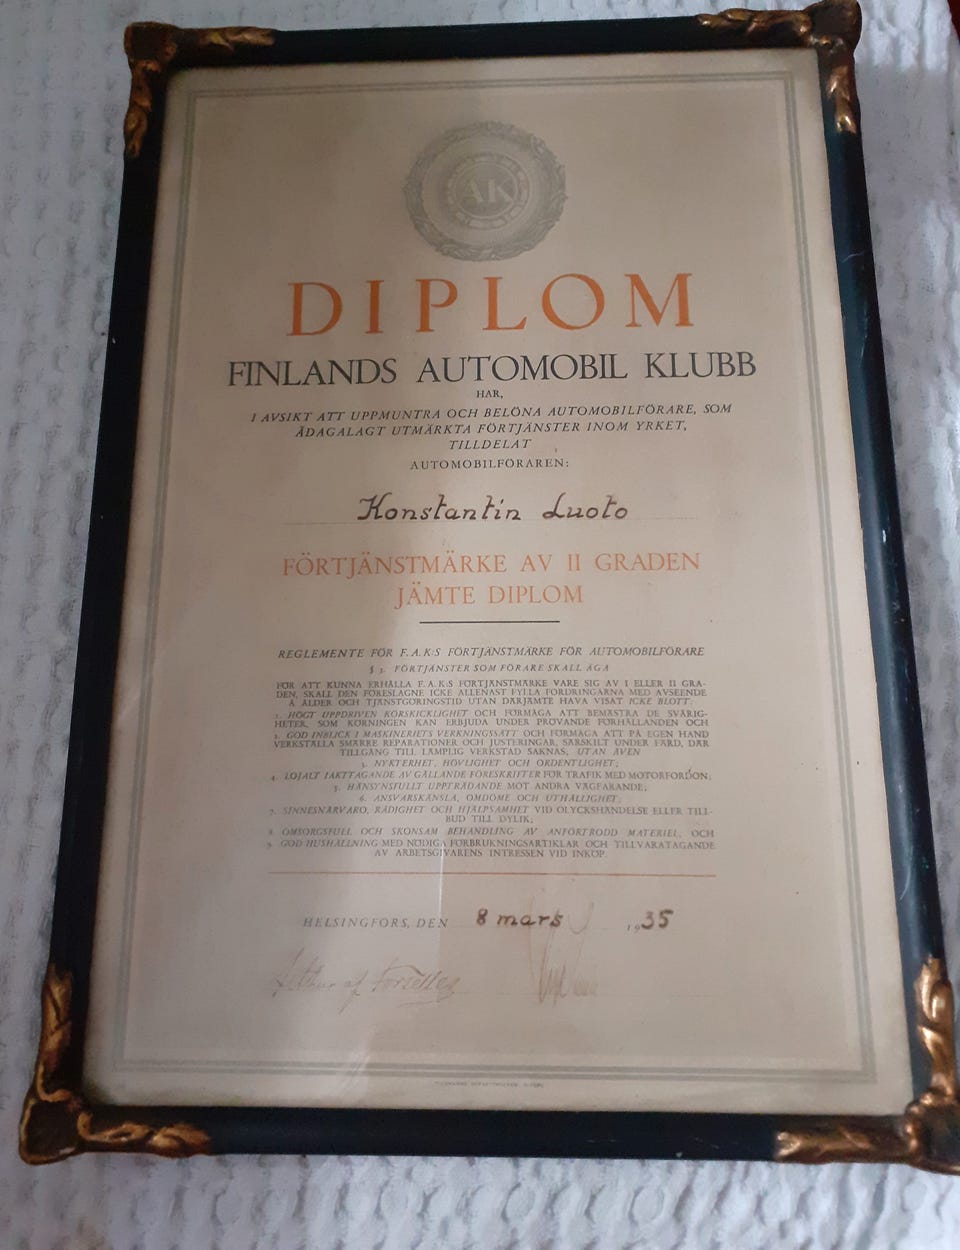 AK
DIPLOM
FINLANDS AUTOMOBIL KLUBB
HAR,
I AVSIKT ATT UPPMUNTRA OCH BELÖNA AUTOMOBILFÖRARE, SOM
ÅDAGALAGT UTMÄRKTA FÖRTJÄNSTER INOM YRKET,
TILLDELAT
AUTOMOBILFÖRAREN:
Konstantin Luoto
FÖRTJÄNSTMÄRKE AV II GRADEN
JÄMTE DIPLOM
REGLEMENTE FÖR F.A.K:S FÖRTJÄNSTMÄRKE FÖR AUTOMOBILFÖRARE
§ 3. FÖRTJÄNSTER SOM FÖRARE SKALL ÄGA
FÖR ATT KUNNA ERHÅLLA F.A.K:S FÖRTJÄNSTMÄRKE VARE SIG AV I ELLER II GRA-
DEN, SKALL DEN FÖRESLAGNE ICKE ALLENAST FYLLA FORDRINGARNA MED AVSEENDE
Å ÅLDER OCH TJÄNSTGÖRINGSTID UTAN DÄRJÄMTE HAVA VISAT ICKE BLOTT:
1. HÖGT UPPDRIVEN KÖRSKICKLIGHET OCH FÖRMÅGA ATT BEMÄSTRA DE SVÅRIG-
HETER, SOM KÖRNINGEN KAN ERBJUDA UNDER PRÖVANDE FÖRHÅLLANDEN OCH
2. GOD INBLICK I MASKINERIETS VERKNINGSSÄTT OCH FÖRMÅGA ATT PÅ EGEN HAND
VERKSTÄLLA SMÄRRE REPARATIONER OCH JUSTERINGAR, SÄRSKILT UNDER FÄRD, DÄR
TILLGÅNG TILL LÄMPLIG VERKSTAD SAKNAS, UTAN ÄVEN
3. NYKTERHET, HÖVLIGHET OCH ORDENTLIGHET;
4. LOJALT IAKTTAGANDE AV GÄLLANDE FÖRESKRIFTER FÖR TRAFIK MED MOTORFORDON;
5. HÄNSYNSFULLT UPPTRÄDANDE MOT ANDRA VÄGFARANDE;
6. ANSVARSKÄNSLA, OMDÖME OCH UTHÅLLIGHET;
7. SINNESNÄRVARO, RÅDIGHET OCH HJÄLPSAMHET VID OLYCKSHÄNDELSE ELLER TILL-
BUD TILL DYLIK;
8. OMSORGSFULL OCH SKONSAM BEHANDLING AV ANFÖRTRODD MATERIEL, OCH
9. GOD HUSHÅLLNING MED NÖDIGA FÖRBRUKNINGSARTIKLAR OCH TILLVARATAGANDE
AV ARBETSGIVARENS INTRESSEN VID INKÖP.
HELSINGFORS, DEN 8 mars 1935
Arthur af Forselles